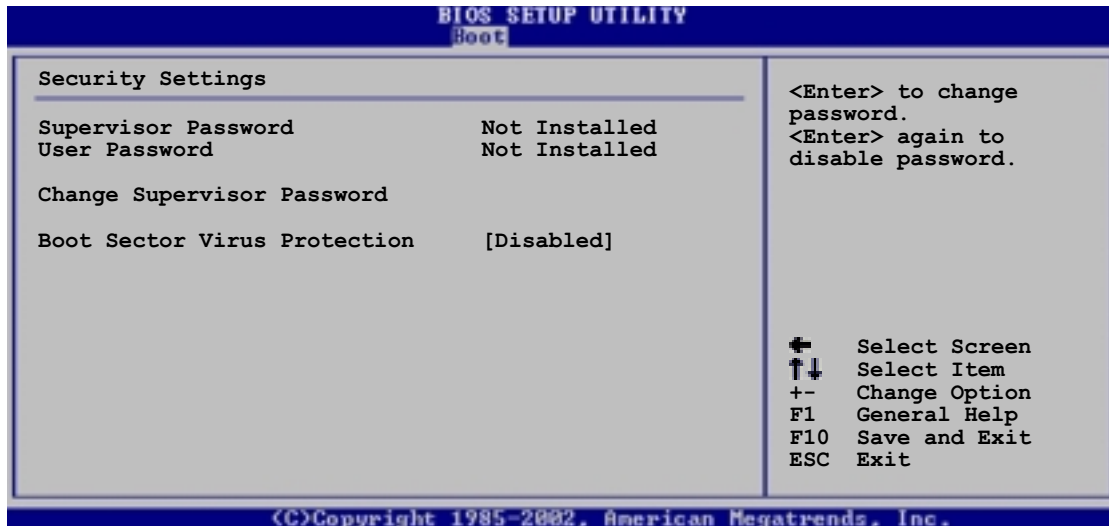 BIOS SETUP UTILITY
Boot
Security Settings
Supervisor Password Not Installed
User Password Not Installed
Change Supervisor Password
Boot Sector Virus Protection [Disabled]
<Enter> to change
password.
<Enter> again to
disable password.
← Select Screen
↑↓ Select Item
+- Change Option
F1 General Help
F10 Save and Exit
ESC Exit
(C)Copyright 1985-2002, American Megatrends, Inc.